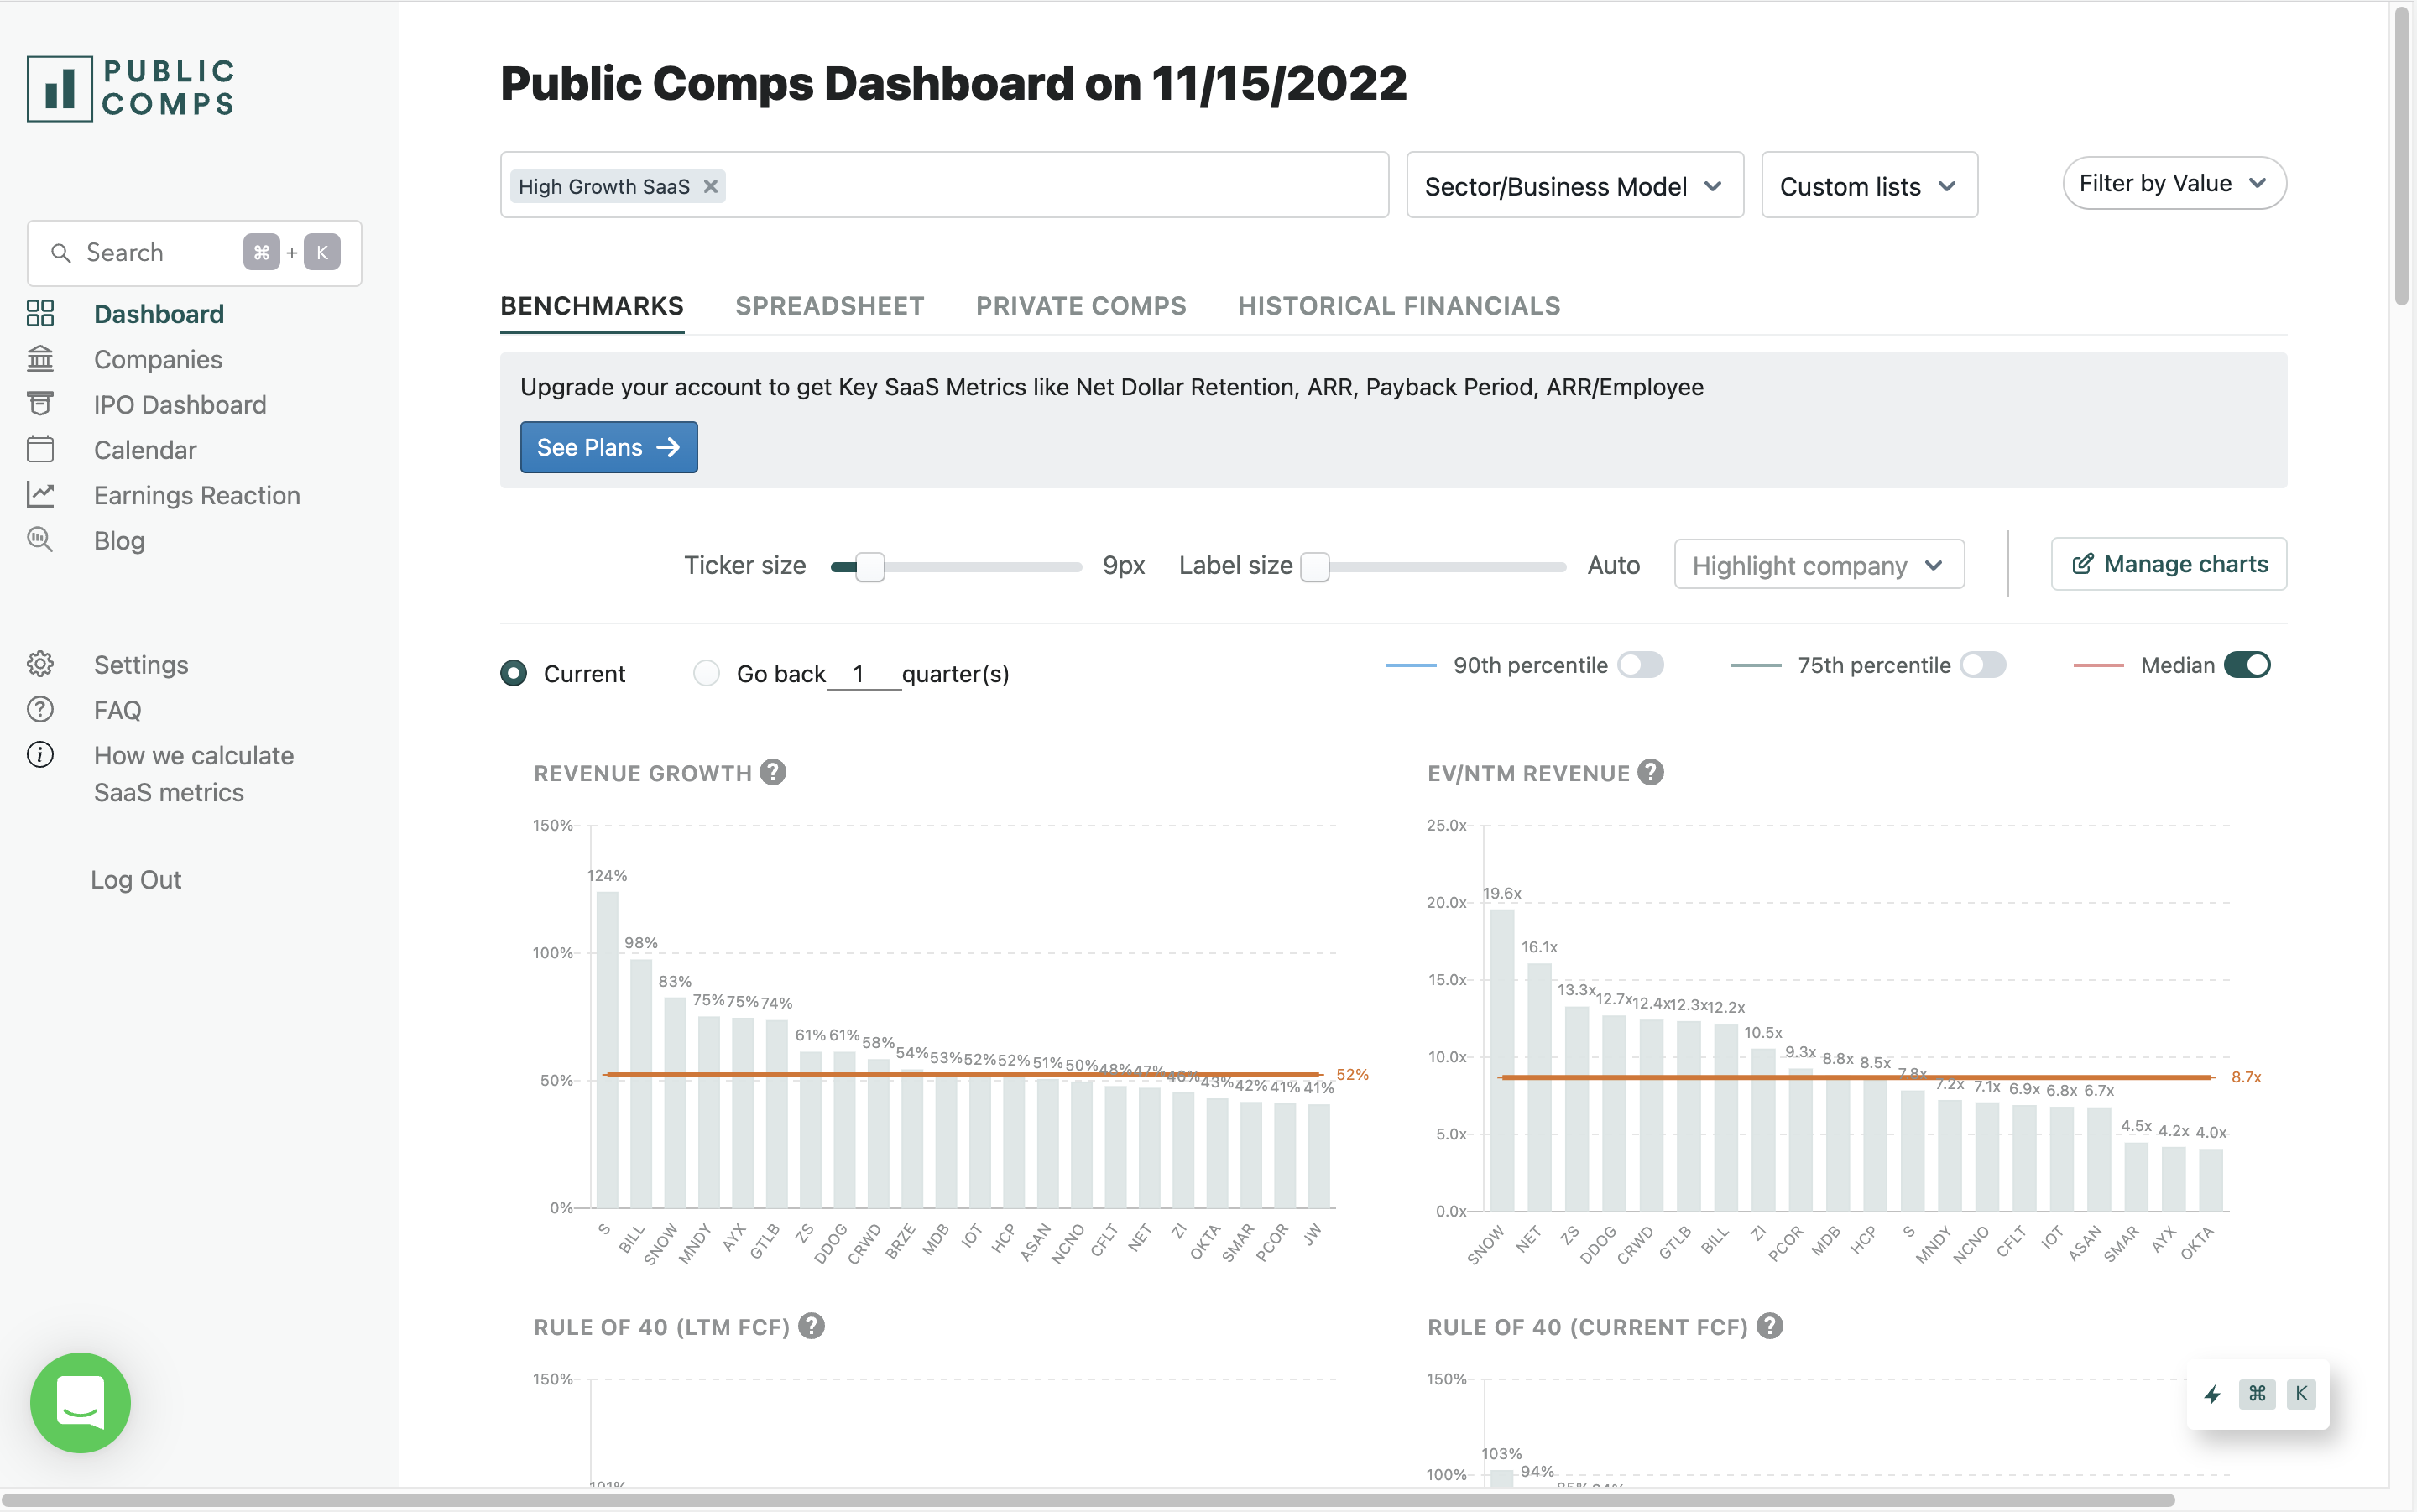 PUBLIC
COMPS
Search ⌘ + K
Dashboard
Companies
IPO Dashboard
Calendar
Earnings Reaction
Blog
Settings
FAQ
How we calculate
SaaS metrics
Log Out
Public Comps Dashboard on 11/15/2022
High Growth SaaS
Sector/Business Model
Custom lists
Filter by Value
BENCHMARKS SPREADSHEET PRIVATE COMPS HISTORICAL FINANCIALS
Upgrade your account to get Key SaaS Metrics like Net Dollar Retention, ARR, Payback Period, ARR/Employee
See Plans
Ticker size 9px Label size Auto Highlight company Manage charts
Current Go back 1 quarter(s) 90th percentile 75th percentile Median
REVENUE GROWTH ?
150%
100%
50%
0%
124% 98% 83% 75% 75% 74% 61% 61% 58% 54% 53% 52% 52% 51% 50% 48% 47% 46% 43% 42% 41% 41%
52%
S BILL SNOW MNDY AYX GTLB ZS DDOG CRWD BRZE MDB IOT HCP ASAN NCNO CFLT NET ZI OKTA SMAR PCOR JW
EV/NTM REVENUE ?
25.0x
20.0x
15.0x
10.0x
5.0x
0.0x
19.6x 16.1x 13.3x 12.7x 12.4x 12.3x 12.2x 10.5x 9.3x 8.8x 8.5x 7.8x 7.2x 7.1x 6.9x 6.8x 6.7x 4.5x 4.2x 4.0x
8.7x
SNOW NET ZS DDOG CRWD GTLB BILL ZI PCOR MDB HCP S MNDY NCNO CFLT IOT ASAN SMAR AYX OKTA
RULE OF 40 (LTM FCF) ?
150%
RULE OF 40 (CURRENT FCF) ?
150%
100%
103% 94%
⌘ K